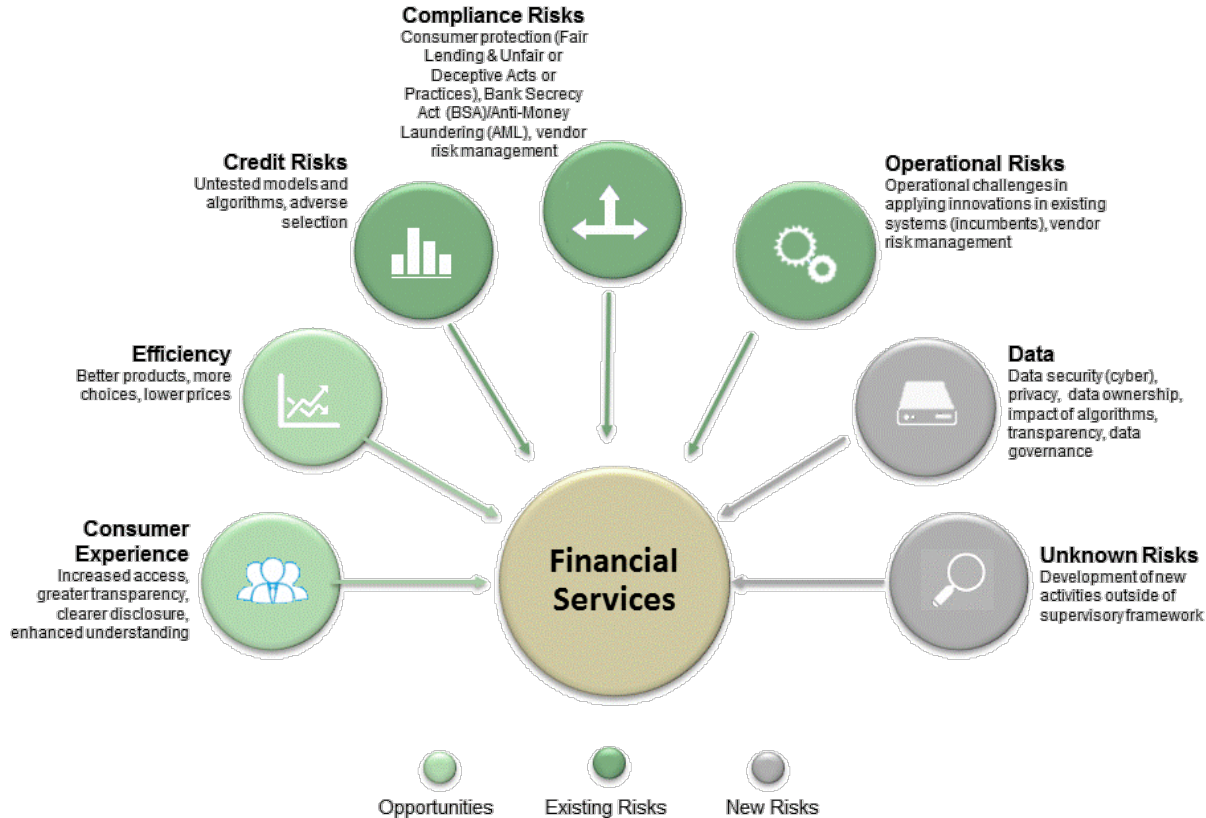 Compliance Risks
Consumer protection (Fair
Lending & Unfair or
Deceptive Acts or
Practices), Bank Secrecy
Act (BSA)/Anti-Money
Laundering (AML), vendor
risk management
Credit Risks
Untested models and
algorithms, adverse
selection
Operational Risks
Operational challenges in
applying innovations in existing
systems (incumbents), vendor
risk management
Efficiency
Better products, more
choices, lower prices
Data
Data security (cyber),
privacy, data ownership,
impact of algorithms,
transparency, data
governance
Consumer
Experience
Increased access,
greater transparency,
clearer disclosure,
enhanced understanding
Financial
Services
Unknown Risks
Development of new
activities outside of
supervisory framework
Opportunities
Existing Risks
New Risks